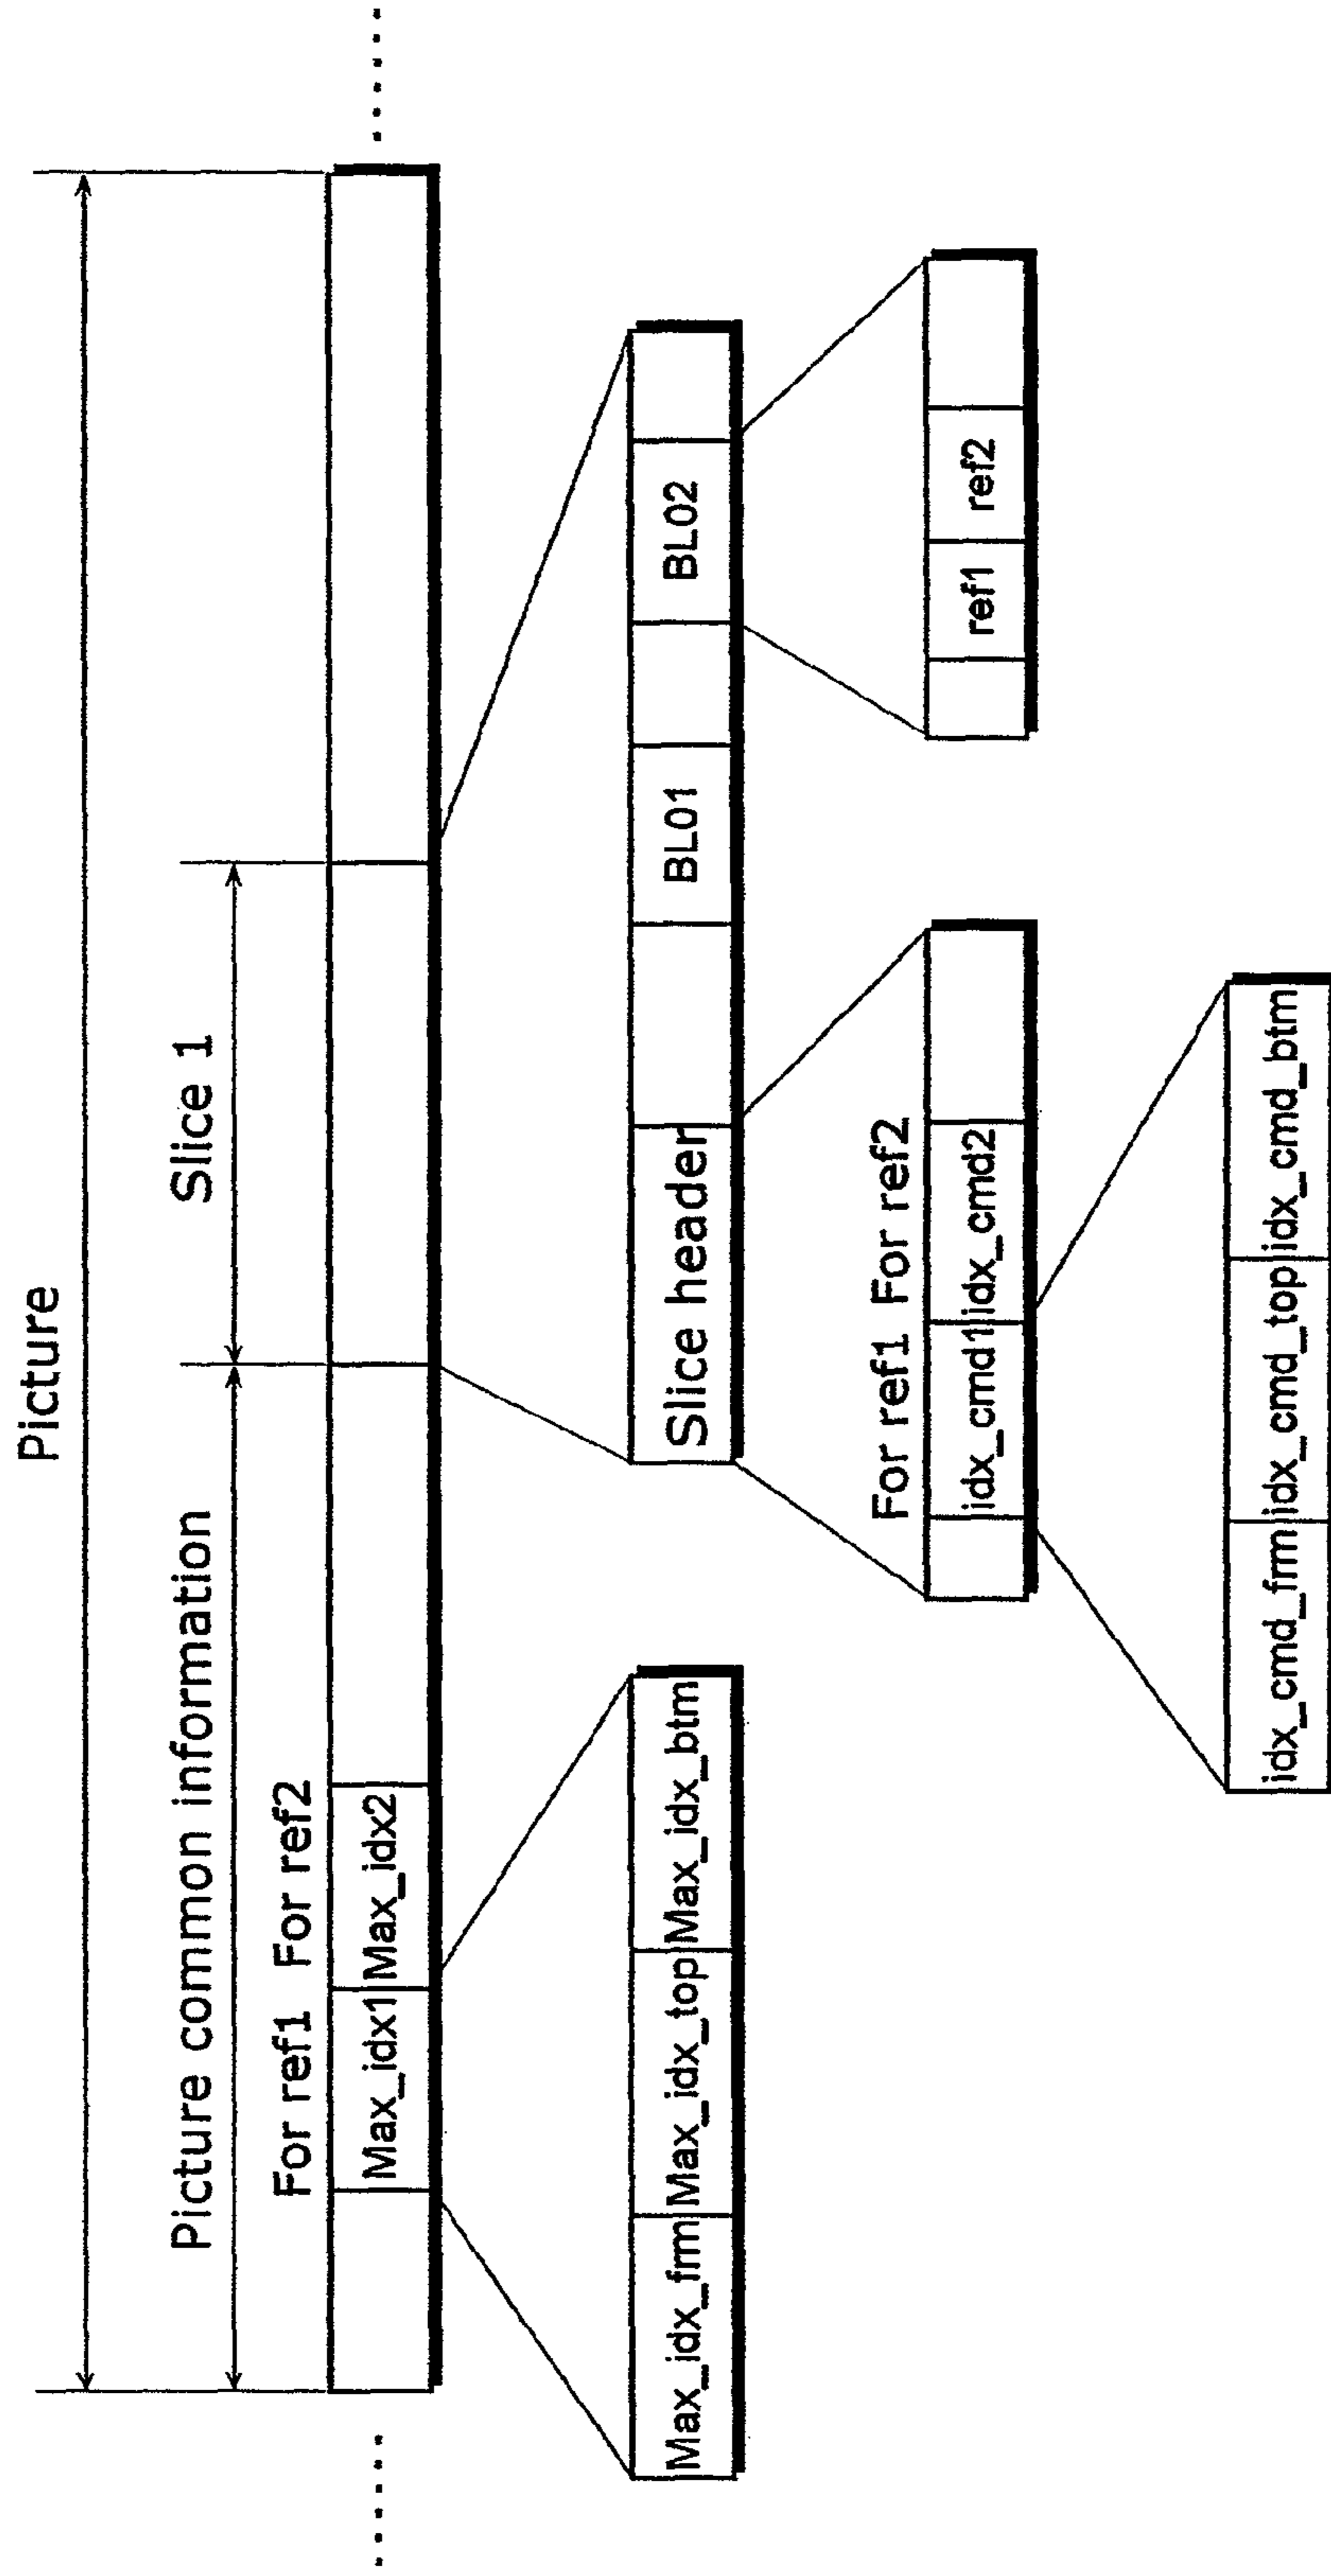 Picture
Picture common information
Slice 1
For ref1 For ref2
Max_idx1 Max_idx2
Max_idx_frm Max_idx_top Max_idx_btm
Slice header BL01 BL02
For ref1 For ref2
idx_cmd1 idx_cmd2
ref1 ref2
idx_cmd_frm idx_cmd_top idx_cmd_btm